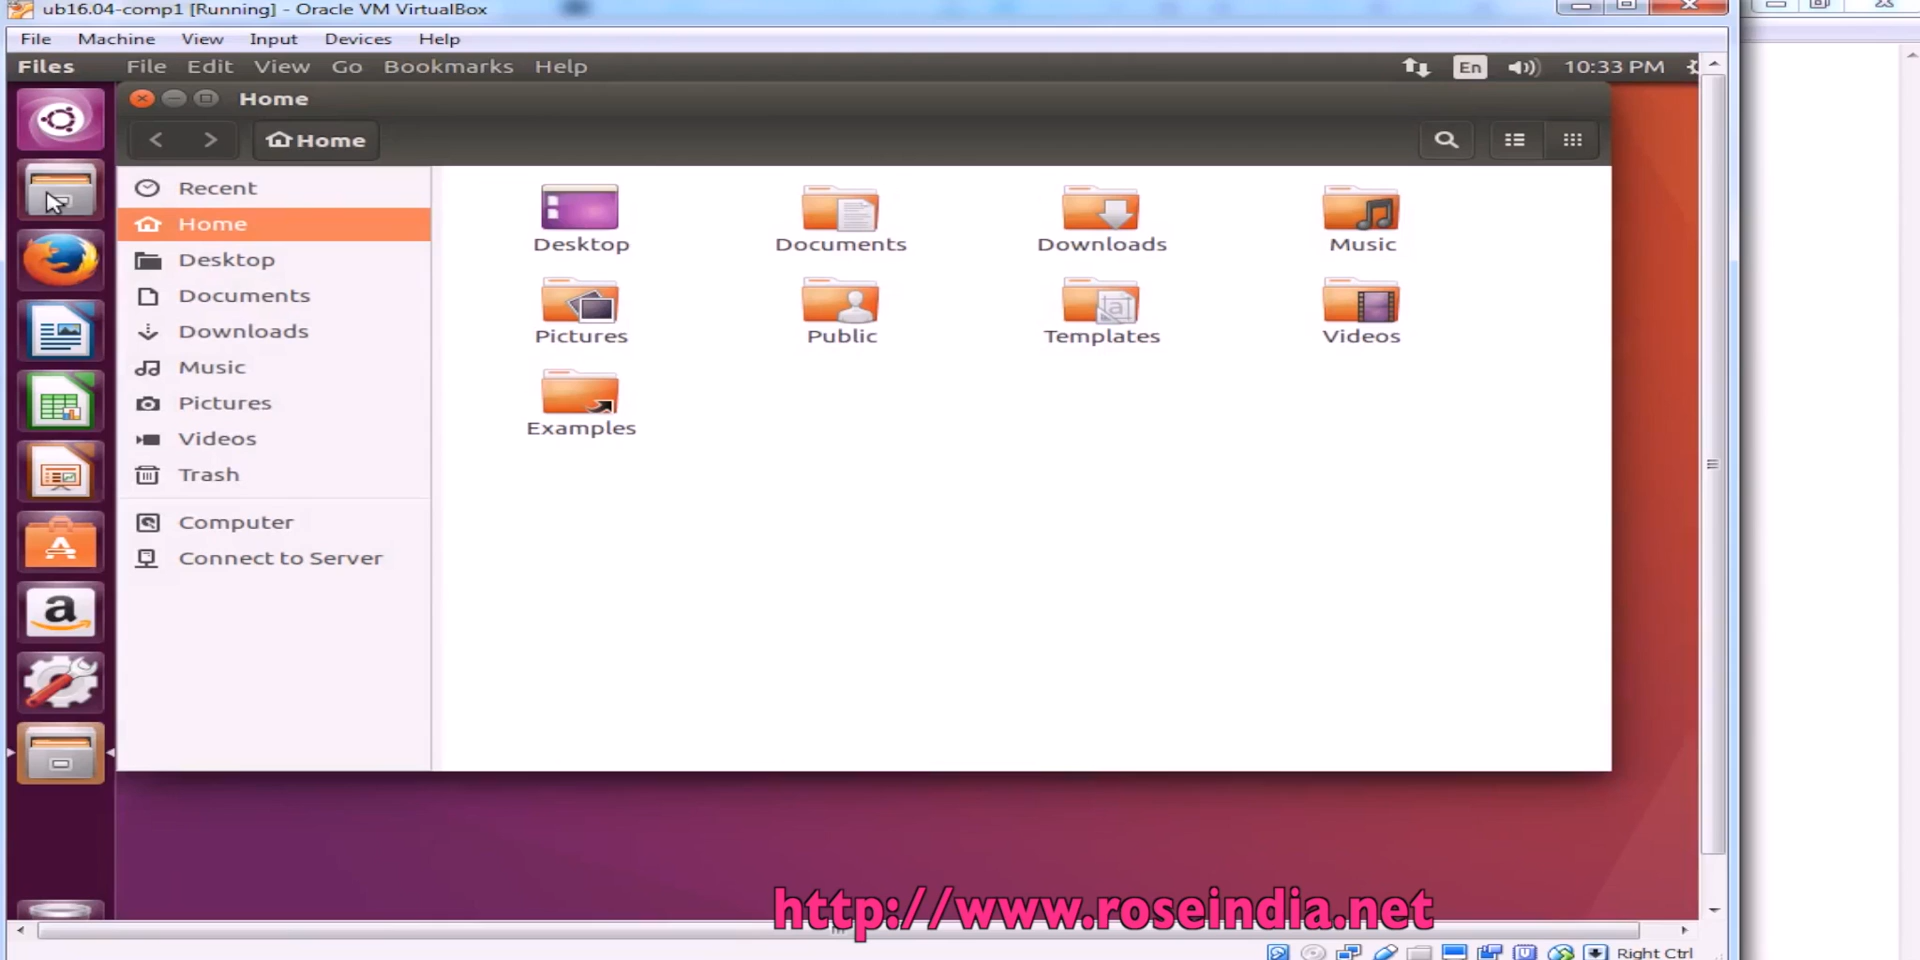 ub16.04-comp1 [Running] - Oracle VM VirtualBox
File Machine View Input Devices Help
Files File Edit View Go Bookmarks Help En 10:33 PM
Home
Home
Recent
Home
Desktop
Documents
Downloads
Music
Pictures
Videos
Trash
Computer
Connect to Server
Desktop Documents Downloads Music
Pictures Public Templates Videos
Examples
http://www.roseindia.net
Right Ctrl